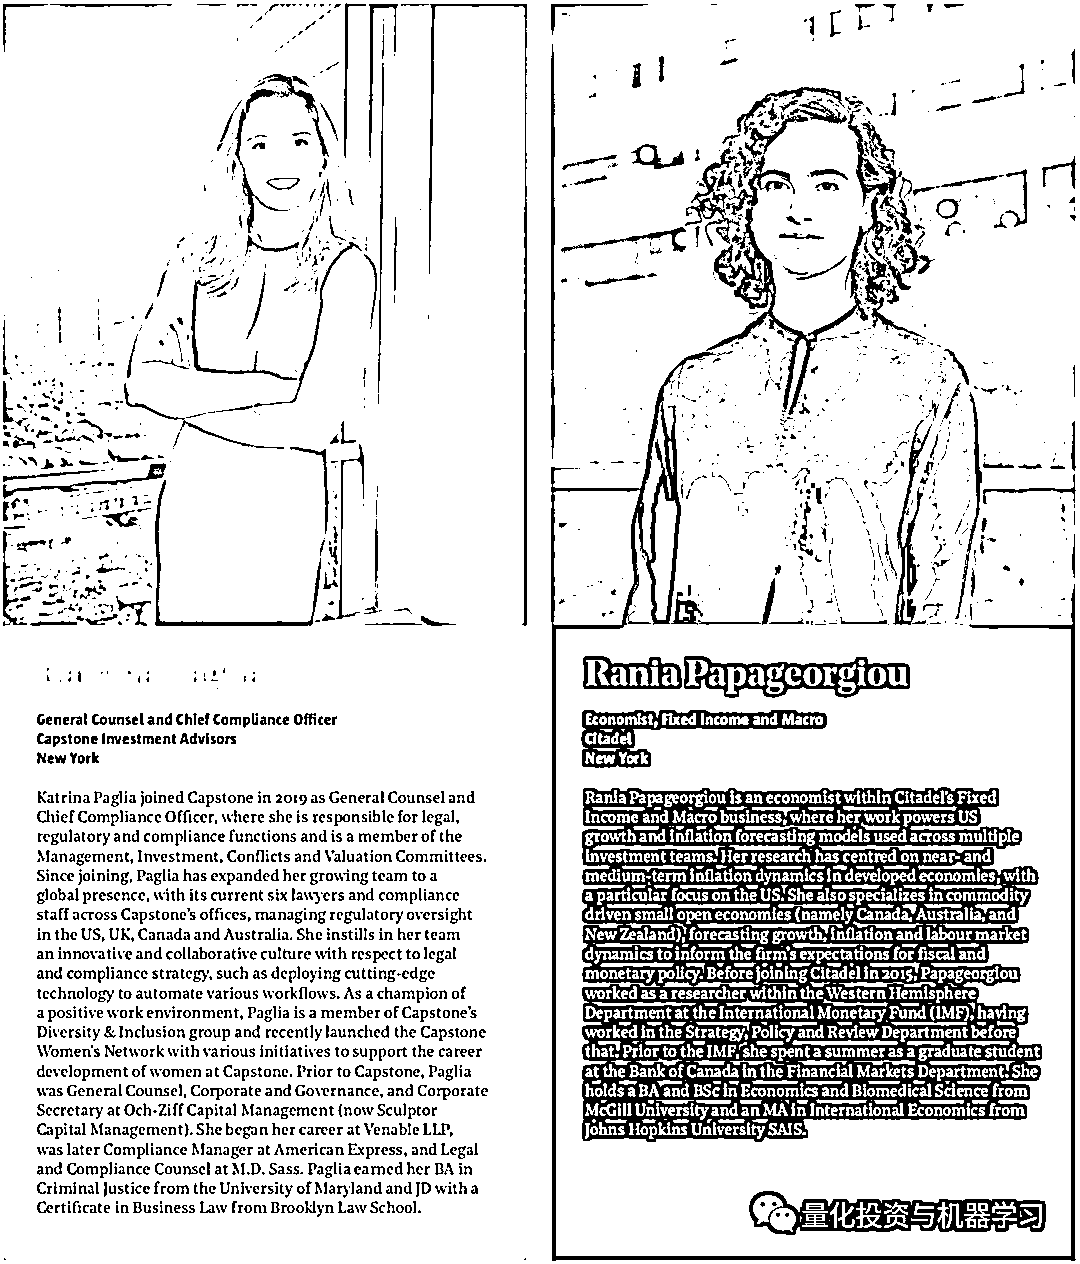 General Counsel and Chief Compliance Officer
Capstone Investment Advisors
New York
Katrina Paglia joined Capstone in 2019 as General Counsel and
Chief Compliance Officer, where she is responsible for legal,
regulatory and compliance functions and is a member of the
Management, Investment, Conflicts and Valuation Committees.
Since joining, Paglia has expanded her growing team to a
global presence, with its current six lawyers and compliance
staff across Capstone's offices, managing regulatory oversight
in the US, UK, Canada and Australia. She instills in her team
an innovative and collaborative culture with respect to legal
and compliance strategy, such as deploying cutting-edge
technology to automate various workflows. As a champion of
a positive work environment, Paglia is a member of Capstone's
Diversity & Inclusion group and recently launched the Capstone
Women's Network with various initiatives to support the career
development of women at Capstone. Prior to Capstone, Paglia
was General Counsel, Corporate and Governance, and Corporate
Secretary at Och-Ziff Capital Management (now Sculptor
Capital Management). She began her career at Venable LLP,
was later Compliance Manager at American Express, and Legal
and Compliance Counsel at M.D. Sass. Paglia earned her BA in
Criminal Justice from the University of Maryland and JD with a
Certificate in Business Law from Brooklyn Law School.
Rania Papageorgiou
Economist, Fixed Income and Macro
Citadel
New York
Rania Papageorgiou is an economist within Citadel's Fixed
Income and Macro business, where her work powers US
growth and inflation forecasting models used across multiple
investment teams. Her research has centred on near- and
medium-term inflation dynamics in developed economies, with
a particular focus on the US. She also specializes in commodity
driven small open economies (namely Canada, Australia, and
New Zealand), forecasting growth, inflation and labour market
dynamics to inform the firm's expectations for fiscal and
monetary policy. Before joining Citadel in 2015, Papageorgiou
worked as a researcher within the Western Hemisphere
Department at the International Monetary Fund (IMF), having
worked in the Strategy, Policy and Review Department before
that. Prior to the IMF, she spent a summer as a graduate student
at the Bank of Canada in the Financial Markets Department. She
holds a BA and BSc in Economics and Biomedical Science from
McGill University and an MA in International Economics from
Johns Hopkins University SAIS.
量化投资与机器学习